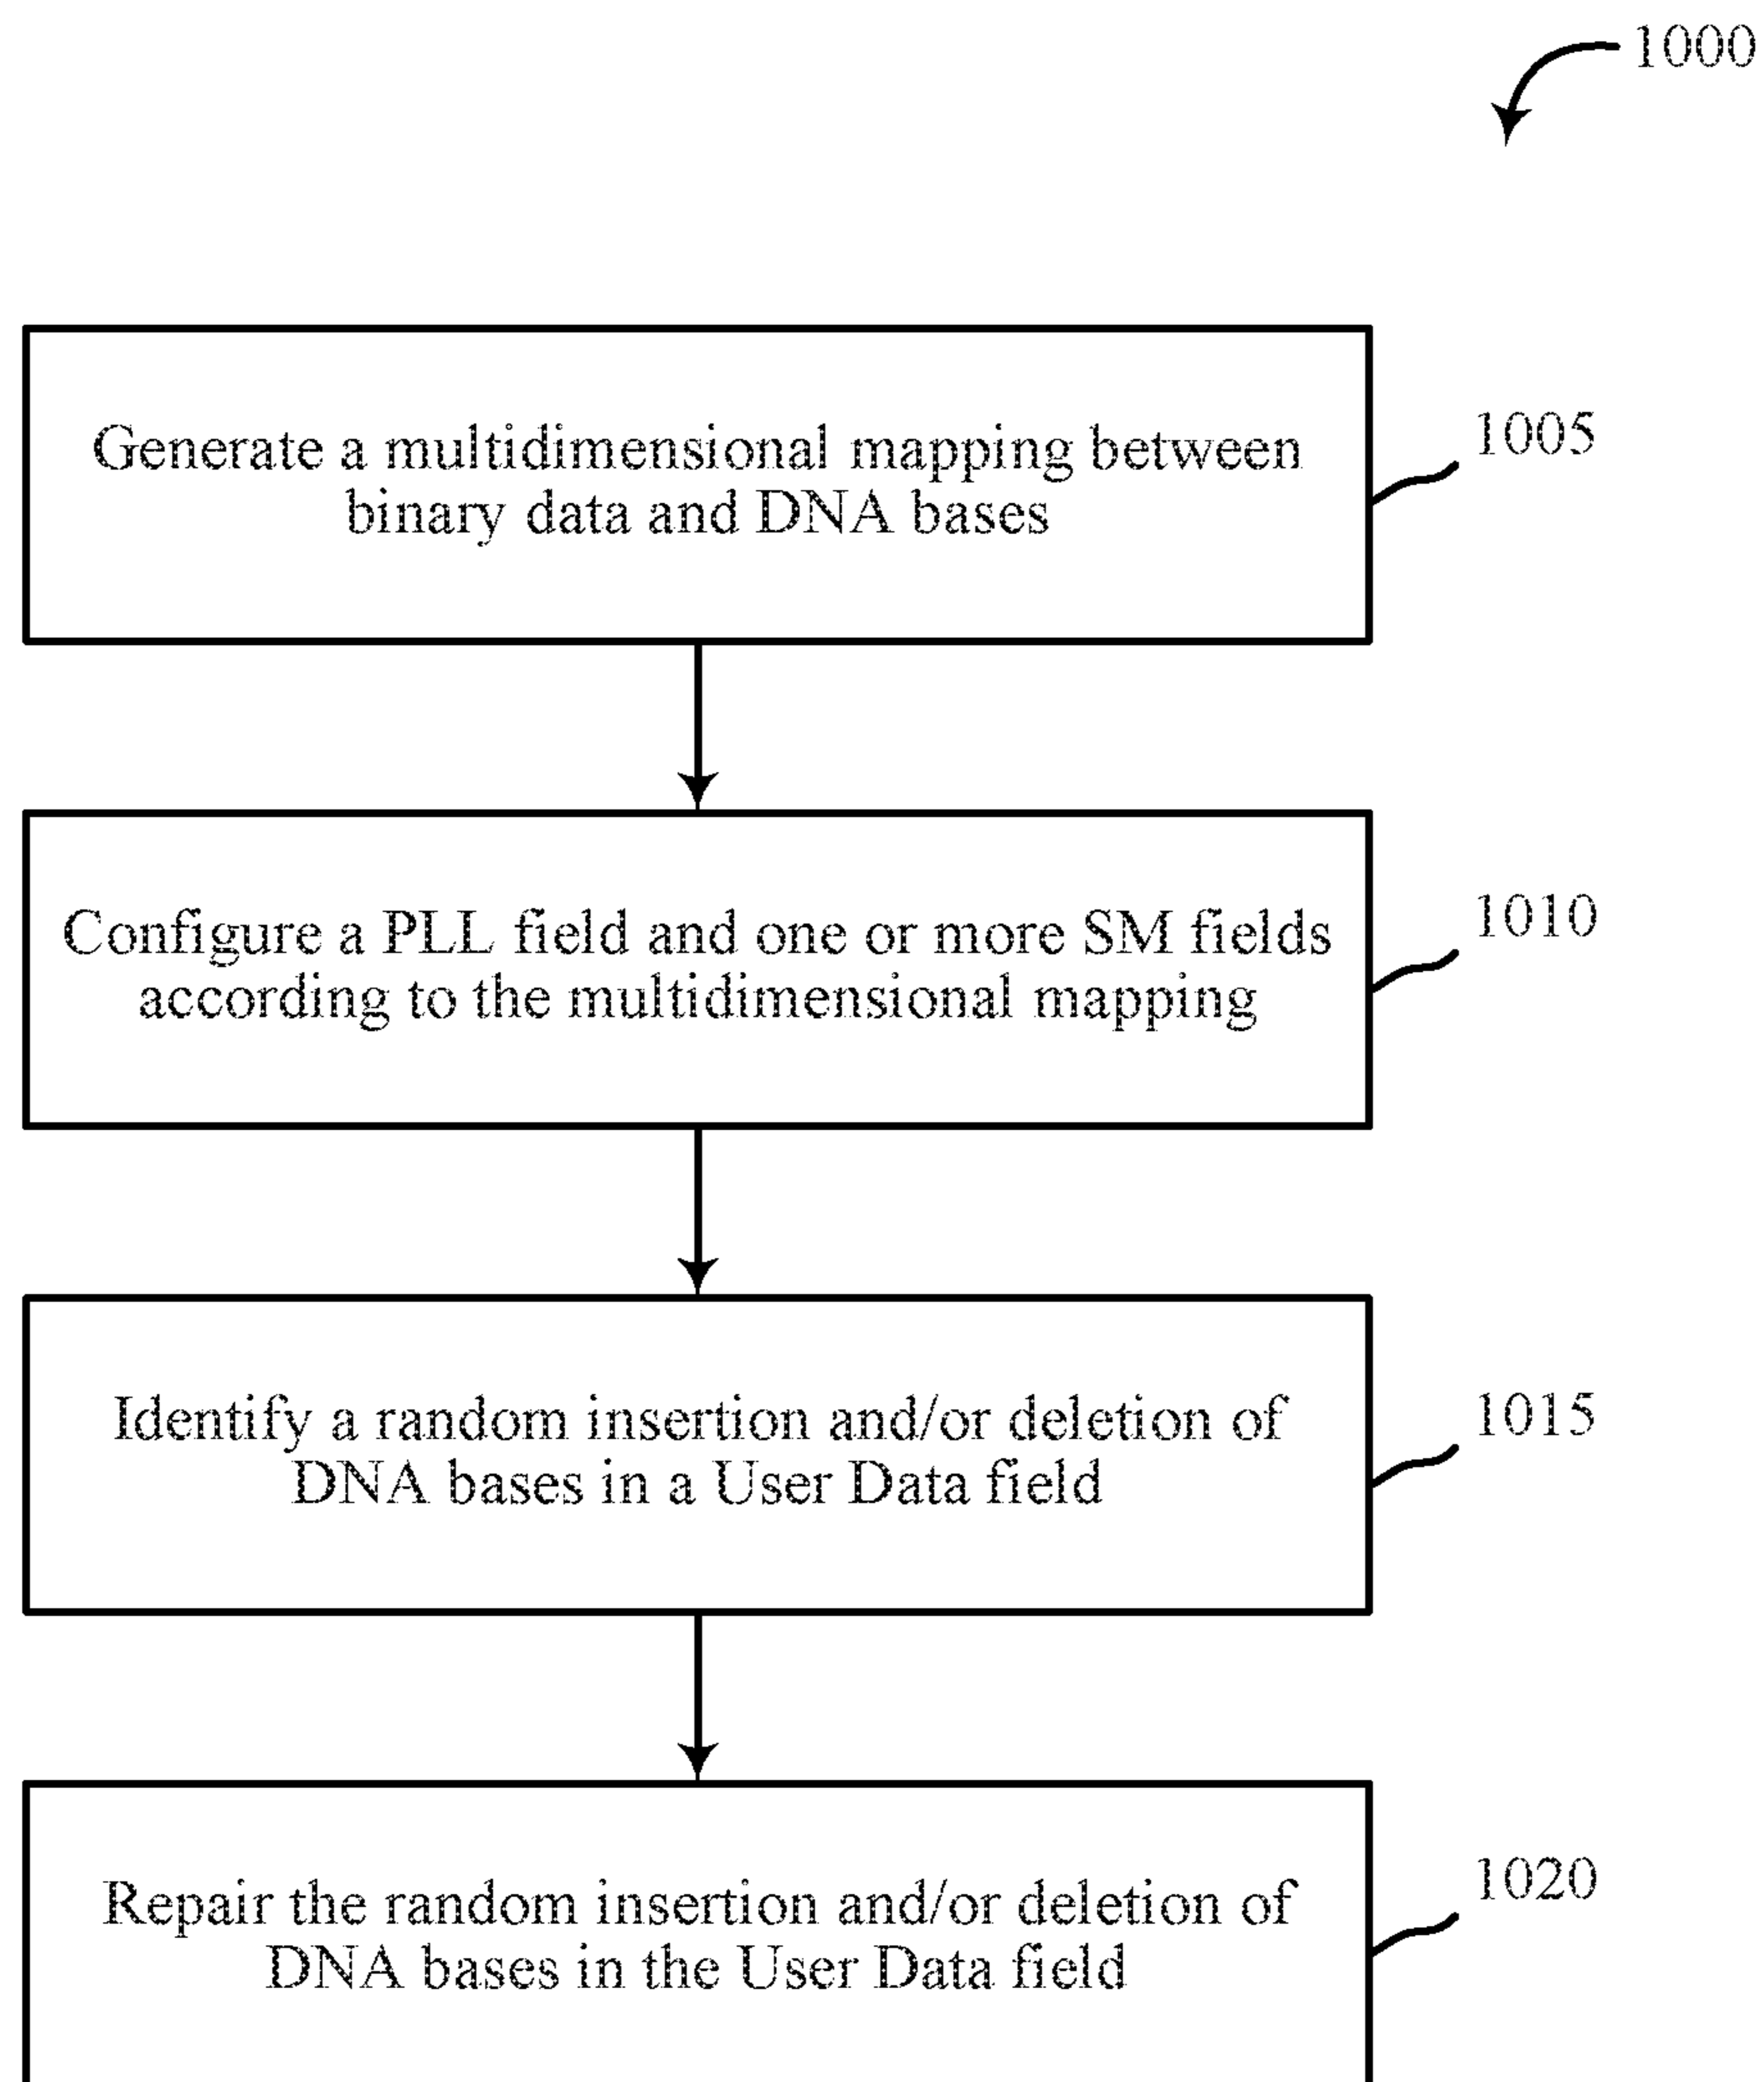 1000
Generate a multidimensional mapping between
binary data and DNA bases
1005
Configure a PLL field and one or more SM fields
according to the multidimensional mapping
1010
Identify a random insertion and/or deletion of
DNA bases in a User Data field
1015
Repair the random insertion and/or deletion of
DNA bases in the User Data field
1020